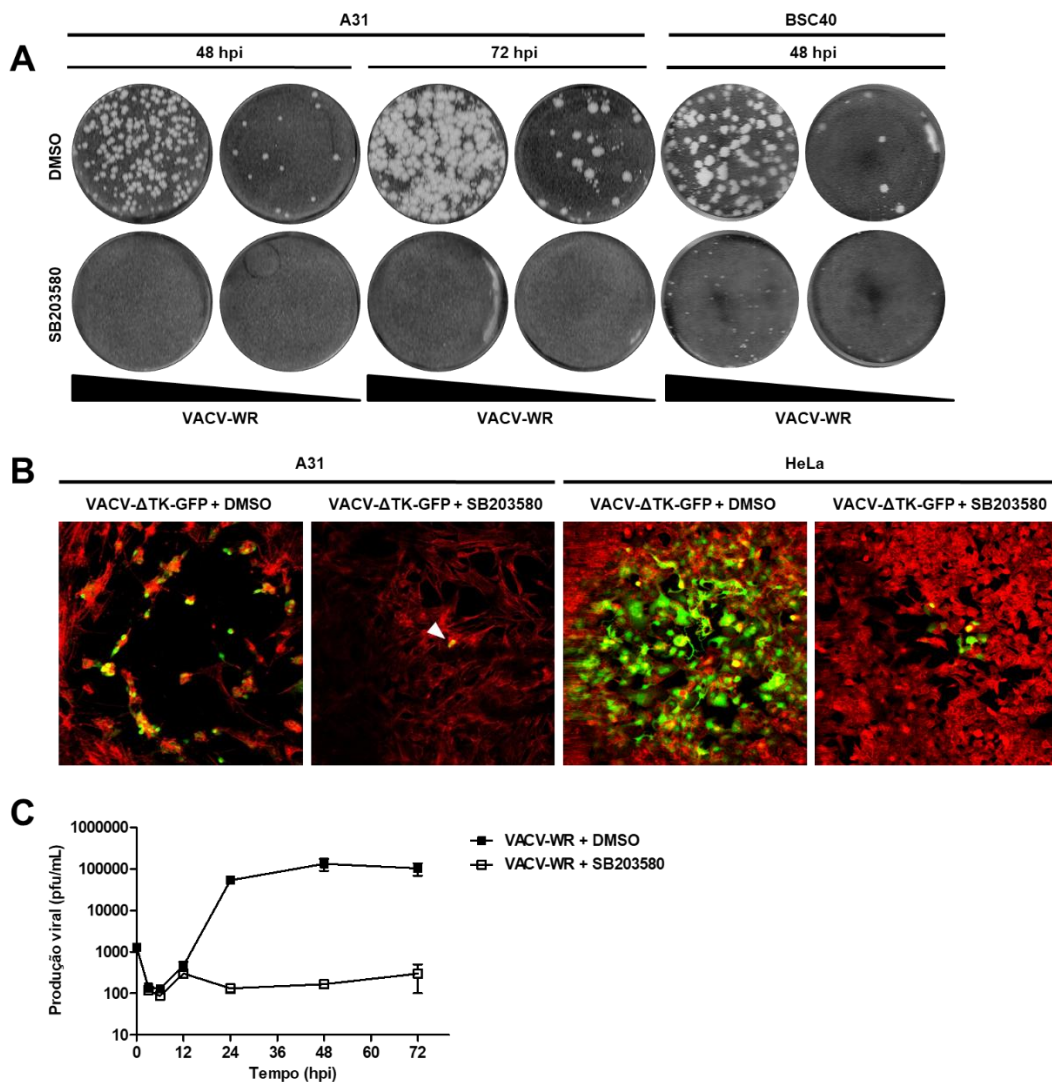 A31
BSC40
A
48 hpi
72 hpi
48 hpi
DMSO
SB203580
VACV-WR
VACV-WR
VACV-WR
B
A31
HeLa
VACV-ΔTK-GFP + DMSO
VACV-ΔTK-GFP + SB203580
VACV-ΔTK-GFP + DMSO
VACV-ΔTK-GFP + SB203580
C
Produção viral (pfu/mL)
1000000
100000
10000
1000
100
10
0
12
24
36
48
60
72
Tempo (hpi)
VACV-WR + DMSO
VACV-WR + SB203580